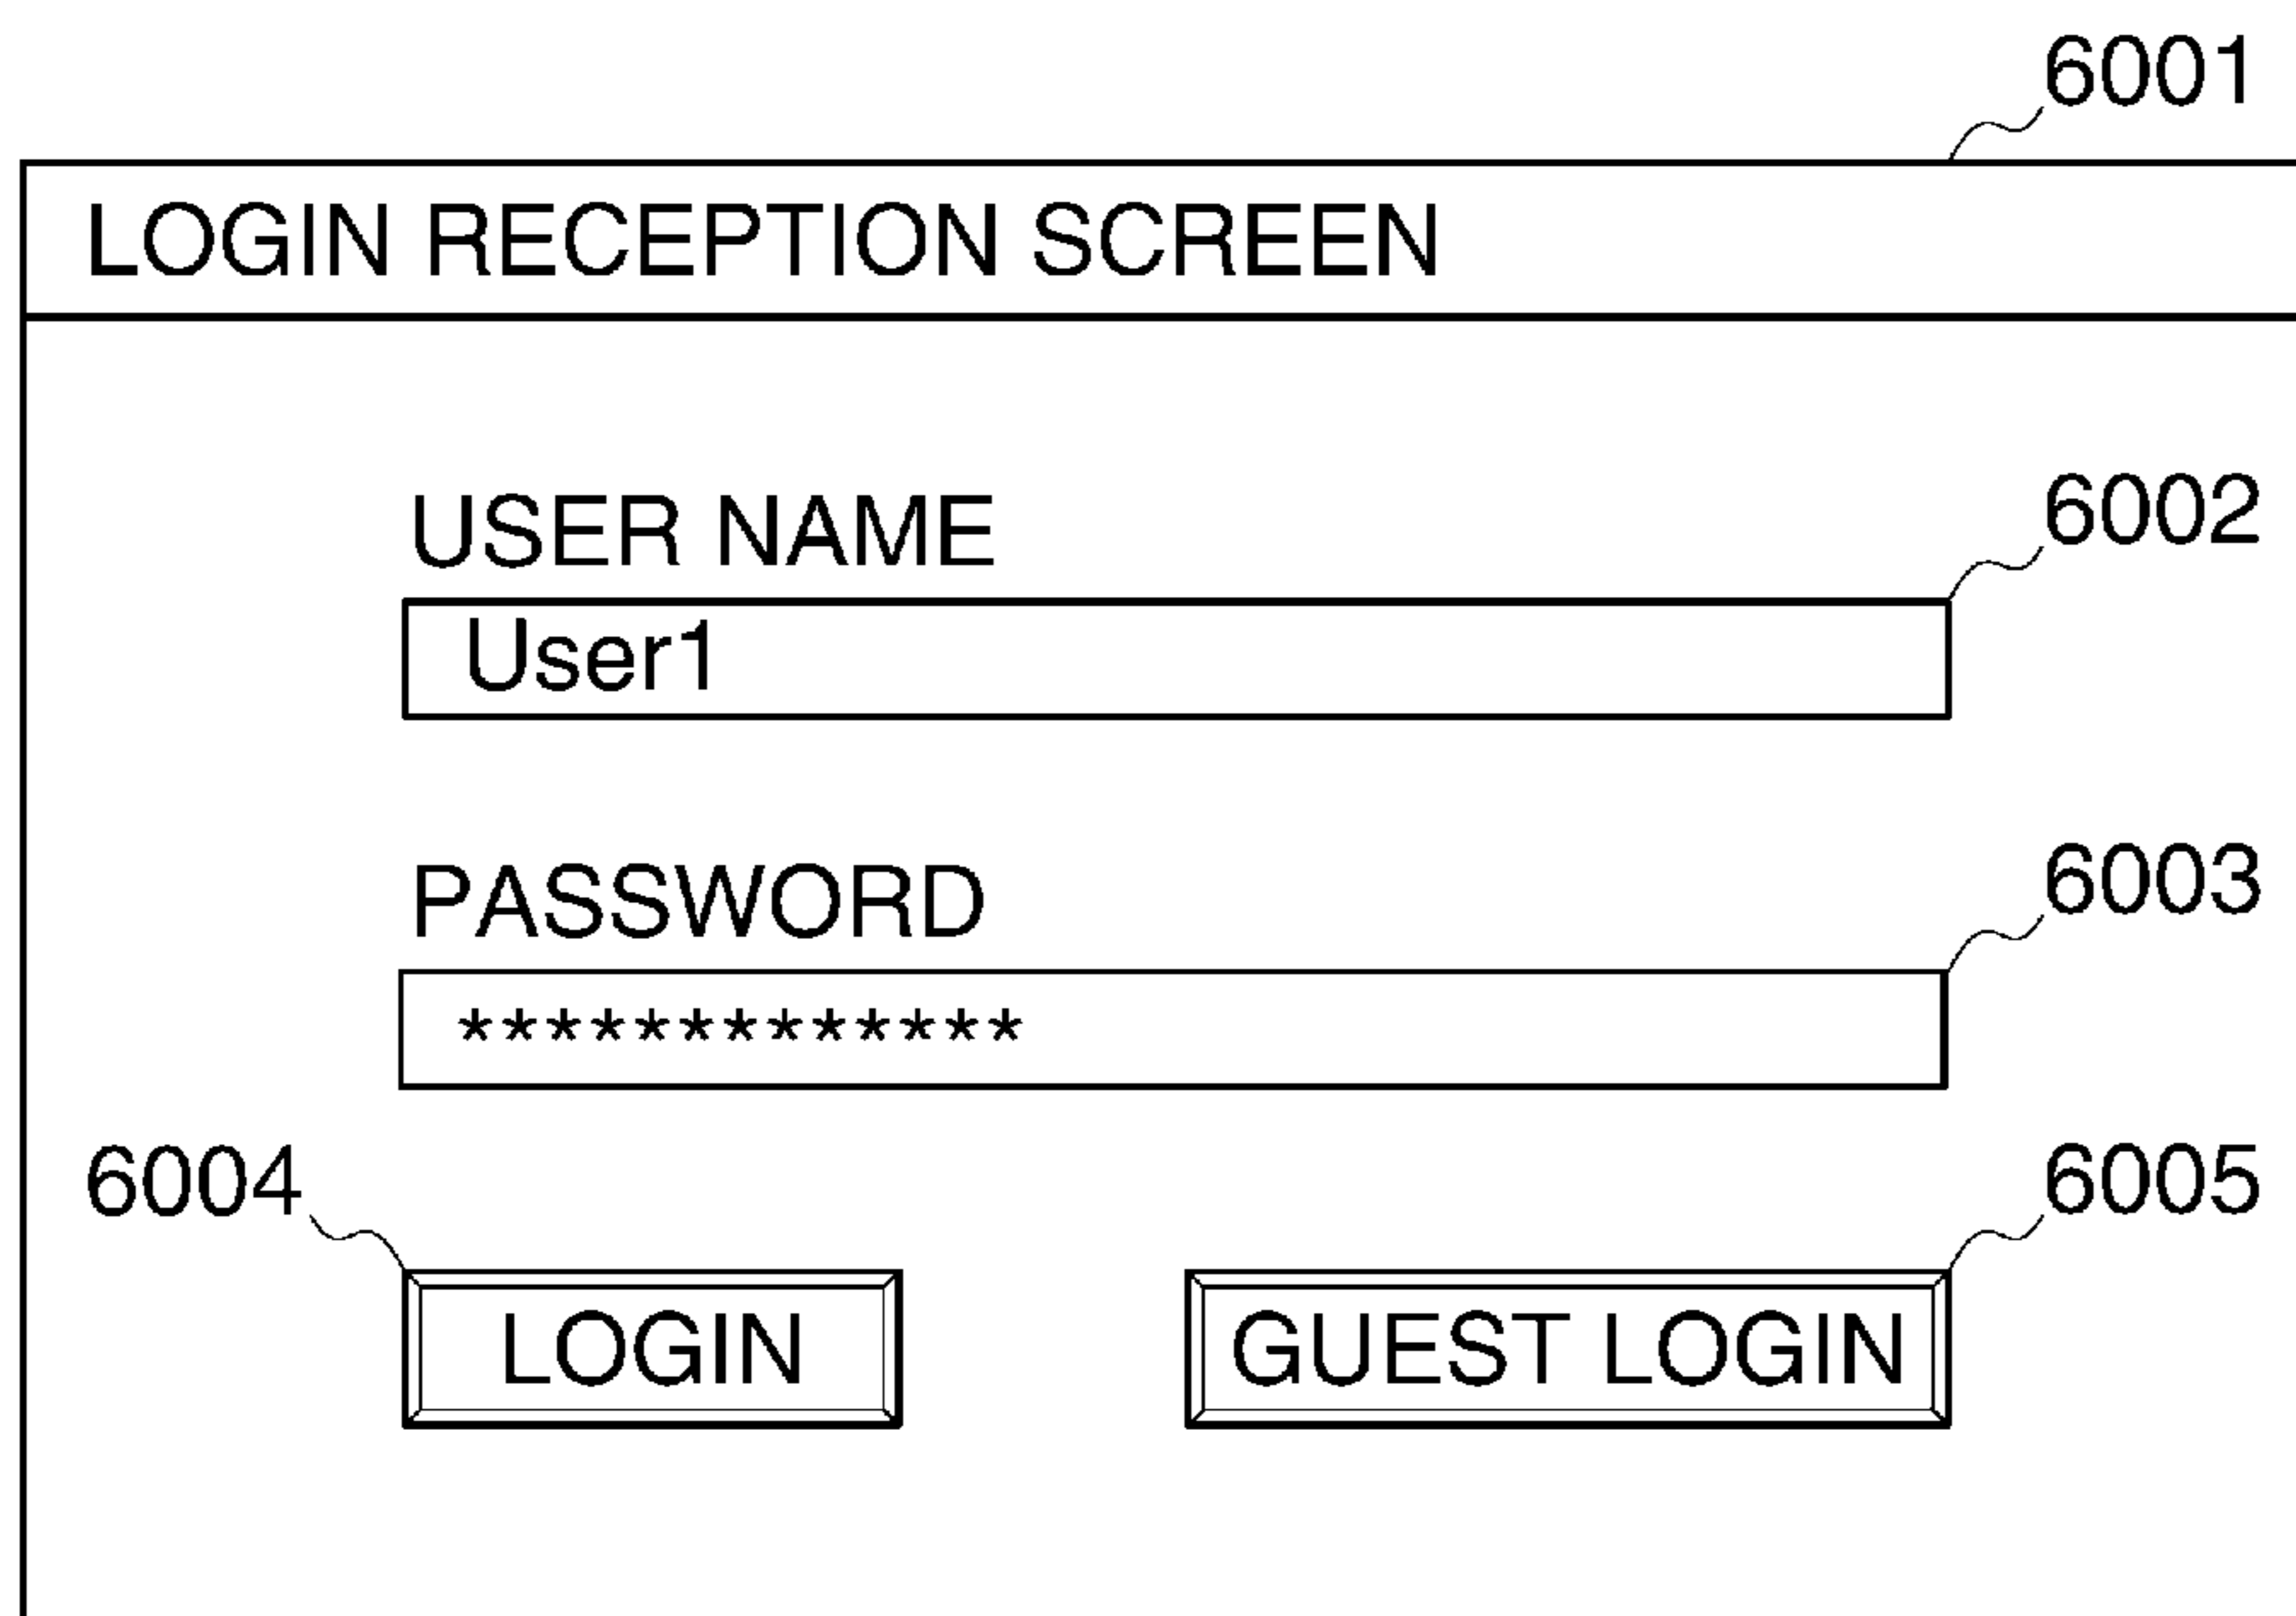 6001
LOGIN RECEPTION SCREEN
USER NAME
6002
User1
PASSWORD
6003
*************
6004
6005
LOGIN
GUEST LOGIN